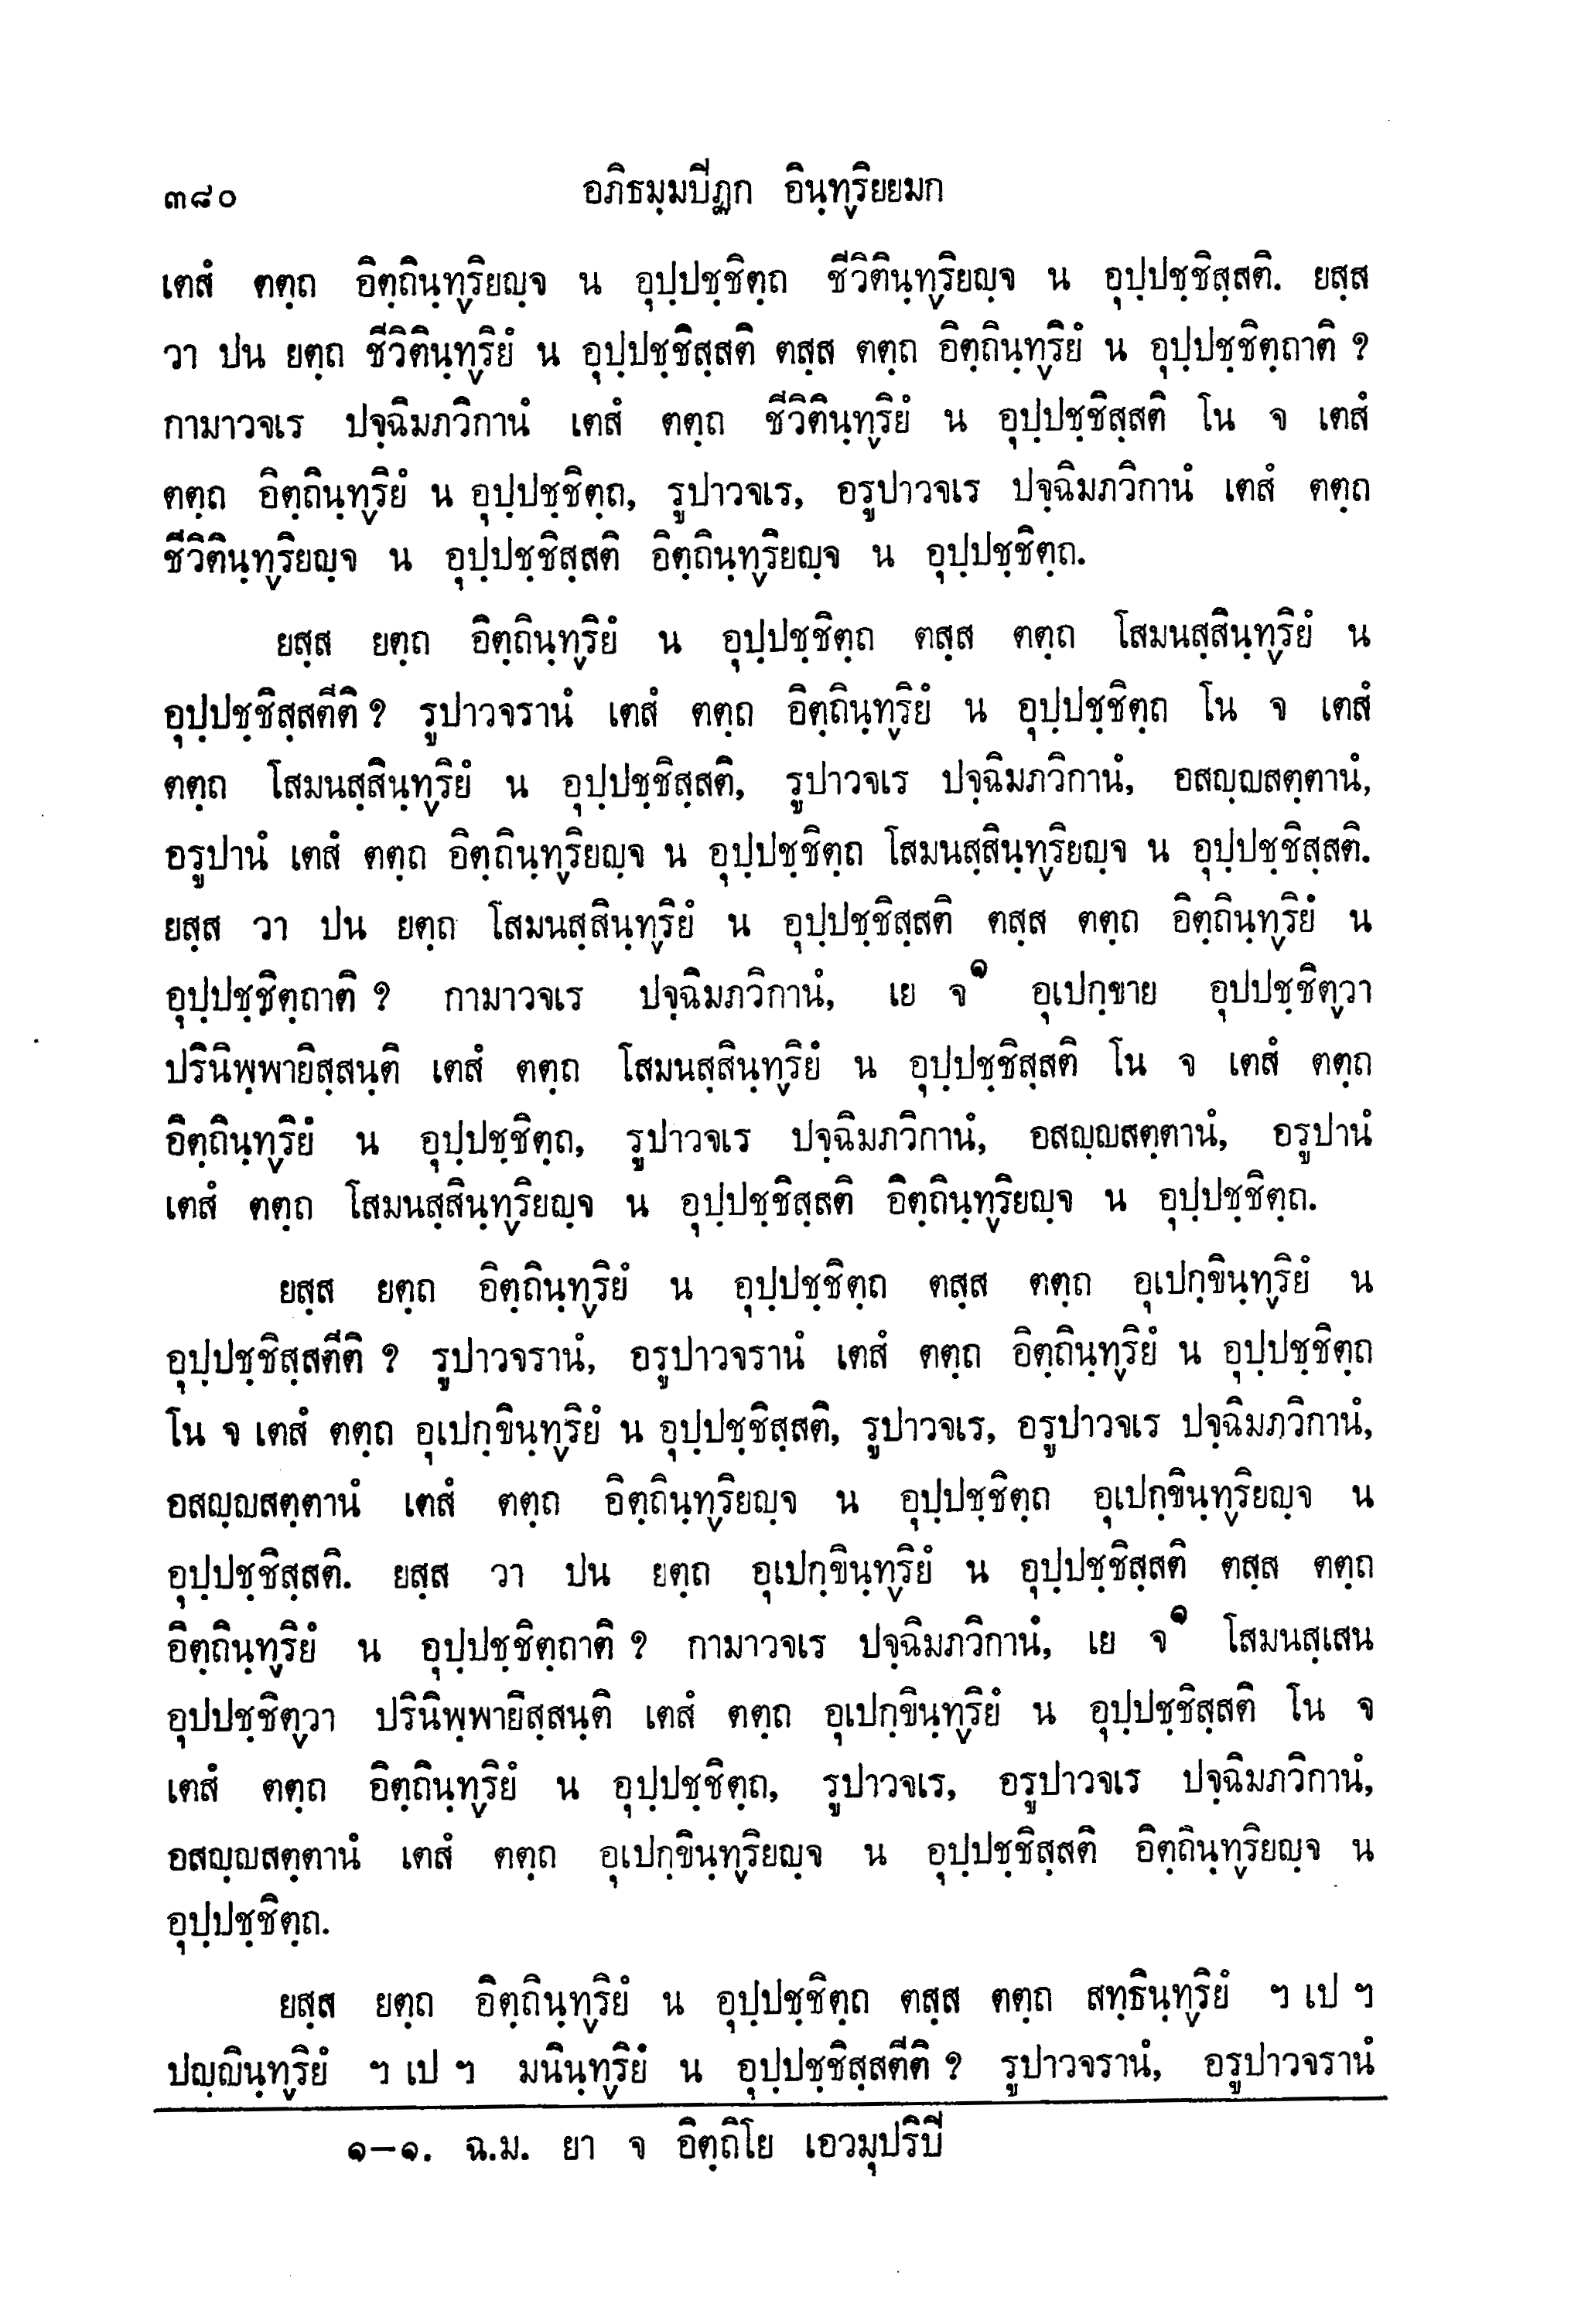 ๓๘๐ อภิธมฺมปิฏก อินฺทฺริยยมก
เตสํ ตตฺถ อิตฺถินฺทฺริยญฺจ น อุปฺปชฺชิตฺถ ชีวิตินฺทฺริยญฺจ น อุปฺปชฺชิสฺสติ. ยสฺส
วา ปน ยตฺถ ชีวิตินฺทฺริยํ น อุปฺปชฺชิสฺสติ ตสฺส ตตฺถ อิตฺถินฺทฺริยํ น อุปฺปชฺชิตฺถาติ ?
กามาวจเร ปจฺฉิมภวิกานํ เตสํ ตตฺถ ชีวิตินฺทฺริยํ น อุปฺปชฺชิสฺสติ โน จ เตสํ
ตตฺถ อิตฺถินฺทฺริยํ น อุปฺปชฺชิตฺถ, รูปาวจเร, อรูปาวจเร ปจฺฉิมภวิกานํ เตสํ ตตฺถ
ชีวิตินฺทฺริยญฺจ น อุปฺปชฺชิสฺสติ อิตฺถินฺทฺริยญฺจ น อุปฺปชฺชิตฺถ.
ยสฺส ยตฺถ อิตฺถินฺทฺริยํ น อุปฺปชฺชิตฺถ ตสฺส ตตฺถ โสมนสฺสินฺทฺริยํ น
อุปฺปชฺชิสฺสตีติ ? รูปาวจรานํ เตสํ ตตฺถ อิตฺถินฺทฺริยํ น อุปฺปชฺชิตฺถ โน จ เตสํ
ตตฺถ โสมนสฺสินฺทฺริยํ น อุปฺปชฺชิสฺสติ, รูปาวจเร ปจฺฉิมภวิกานํ, อสญฺญสตฺตานํ,
อรูปานํ เตสํ ตตฺถ อิตฺถินฺทฺริยญฺจ น อุปฺปชฺชิตฺถ โสมนสฺสินฺทฺริยญฺจ น อุปฺปชฺชิสฺสติ.
ยสฺส วา ปน ยตฺถ โสมนสฺสินฺทฺริยํ น อุปฺปชฺชิสฺสติ ตสฺส ตตฺถ อิตฺถินฺทฺริยํ น
อุปฺปชฺชิตฺถาติ ? กามาวจเร ปจฺฉิมภวิกานํ, เย จ๑ อุเปกฺขาย อุปปชฺชิตฺวา
ปรินิพฺพายิสฺสนฺติ เตสํ ตตฺถ โสมนสฺสินฺทฺริยํ น อุปฺปชฺชิสฺสติ โน จ เตสํ ตตฺถ
อิตฺถินฺทฺริยํ น อุปฺปชฺชิตฺถ, รูปาวจเร ปจฺฉิมภวิกานํ, อสญฺญสตฺตานํ, อรูปานํ
เตสํ ตตฺถ โสมนสฺสินฺทฺริยญฺจ น อุปฺปชฺชิสฺสติ อิตฺถินฺทฺริยญฺจ น อุปฺปชฺชิตฺถ.
ยสฺส ยตฺถ อิตฺถินฺทฺริยํ น อุปฺปชฺชิตฺถ ตสฺส ตตฺถ อุเปกฺขินฺทฺริยํ น
อุปฺปชฺชิสฺสตีติ ? รูปาวจรานํ, อรูปาวจรานํ เตสํ ตตฺถ อิตฺถินฺทฺริยํ น อุปฺปชฺชิตฺถ
โน จ เตสํ ตตฺถ อุเปกฺขินฺทฺริยํ น อุปฺปชฺชิสฺสติ, รูปาวจเร, อรูปาวจเร ปจฺฉิมภวิกานํ,
อสญฺญสตฺตานํ เตสํ ตตฺถ อิตฺถินฺทฺริยญฺจ น อุปฺปชฺชิตฺถ อุเปกฺขินฺทฺริยญฺจ น
อุปฺปชฺชิสฺสติ. ยสฺส วา ปน ยตฺถ อุเปกฺขินฺทฺริยํ น อุปฺปชฺชิสฺสติ ตสฺส ตตฺถ
อิตฺถินฺทฺริยํ น อุปฺปชฺชิตฺถาติ ? กามาวจเร ปจฺฉิมภวิกานํ, เย จ๑ โสมนสฺเสน
อุปปชฺชิตฺวา ปรินิพฺพายิสฺสนฺติ เตสํ ตตฺถ อุเปกฺขินฺทฺริยํ น อุปฺปชฺชิสฺสติ โน จ
เตสํ ตตฺถ อิตฺถินฺทฺริยํ น อุปฺปชฺชิตฺถ, รูปาวจเร, อรูปาวจเร ปจฺฉิมภวิกานํ,
อสญฺญสตฺตานํ เตสํ ตตฺถ อุเปกฺขินฺทฺริยญฺจ น อุปฺปชฺชิสฺสติ อิตฺถินฺทฺริยญฺจ น
อุปฺปชฺชิตฺถ.
ยสฺส ยตฺถ อิตฺถินฺทฺริยํ น อุปฺปชฺชิตฺถ ตสฺส ตตฺถ สทฺธินฺทฺริยํ ฯ เป ฯ
ปญฺญินฺทฺริยํ ฯ เป ฯ มนินฺทฺริยํ น อุปฺปชฺชิสฺสตีติ ? รูปาวจรานํ, อรูปาวจรานํ
๑–๑. ฉ.ม. ยา จ อิตฺถิโย เอวมุปริปิ